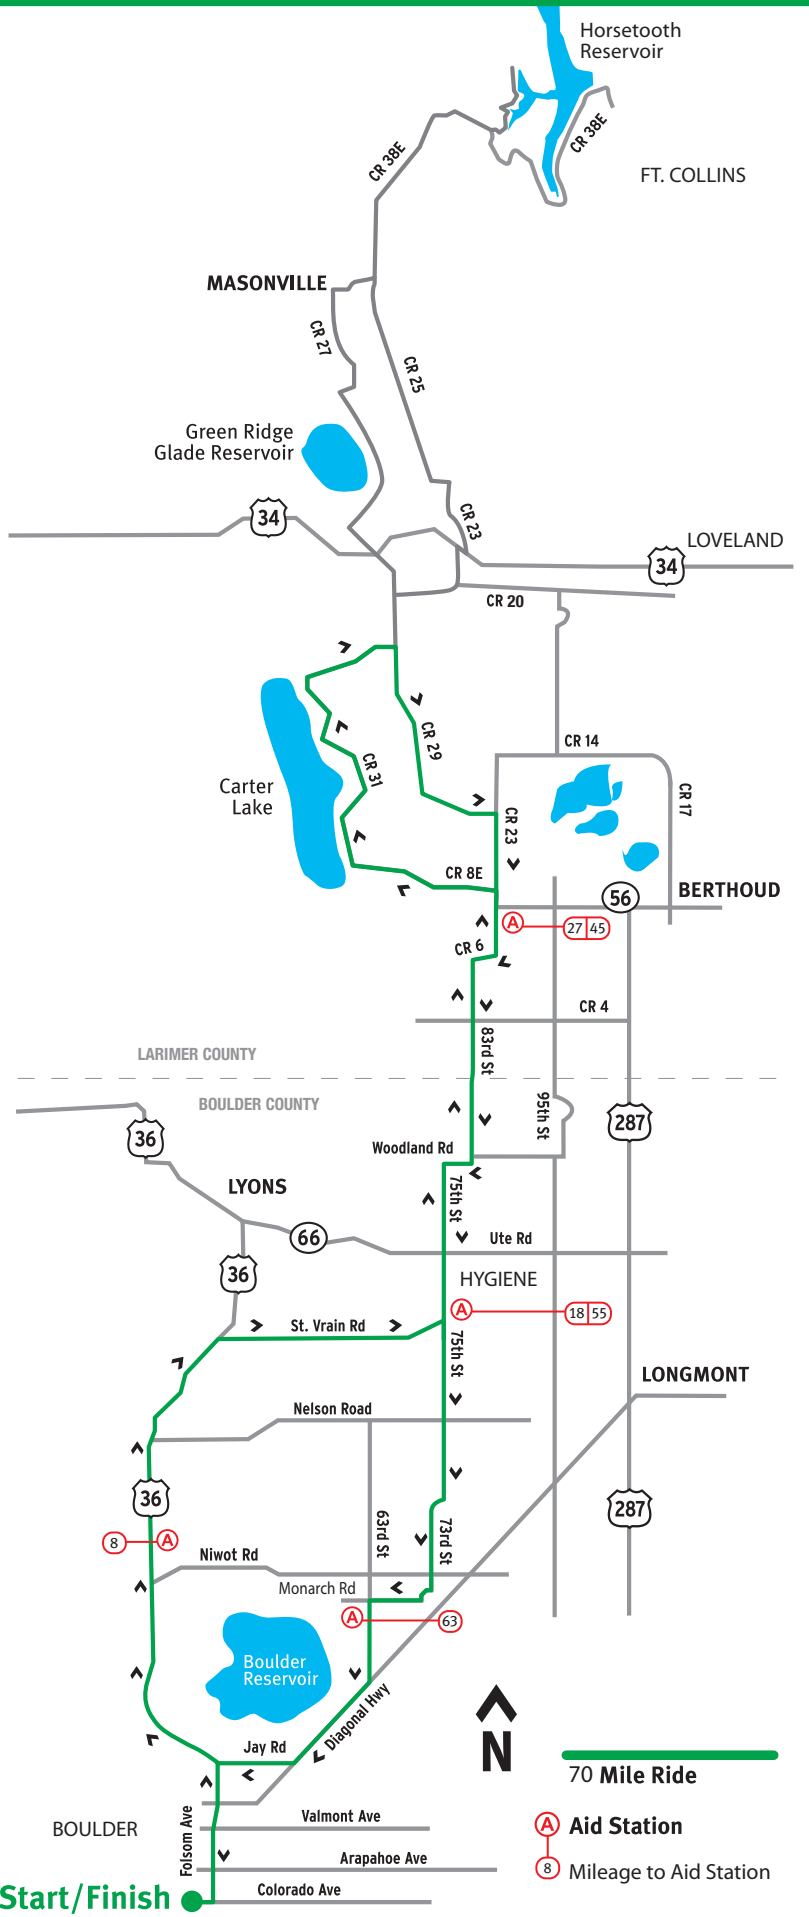 Horsetooth
Reservoir
CR 38E
CR 38E
FT. COLLINS
MASONVILLE
CR 27
CR 25
Green Ridge
Glade Reservoir
34
CR 23
LOVELAND
34
CR 20
CR 29
CR 14
CR 31
Carter
Lake
CR 17
CR 23
CR 8E
56
BERTHOUD
A
27 45
CR 6
CR 4
83rd St
LARIMER COUNTY
BOULDER COUNTY
95th St
287
36
Woodland Rd
LYONS
75th St
66
Ute Rd
36
HYGIENE
A
18 55
St. Vrain Rd
75th St
LONGMONT
Nelson Road
36
287
63rd St
73rd St
8
A
Niwot Rd
Monarch Rd
A
63
Boulder
Reservoir
Diagonal Hwy
N
Jay Rd
70 Mile Ride
Folsom Ave
Valmont Ave
BOULDER
A Aid Station
Arapahoe Ave
8 Mileage to Aid Station
Colorado Ave
Start/Finish